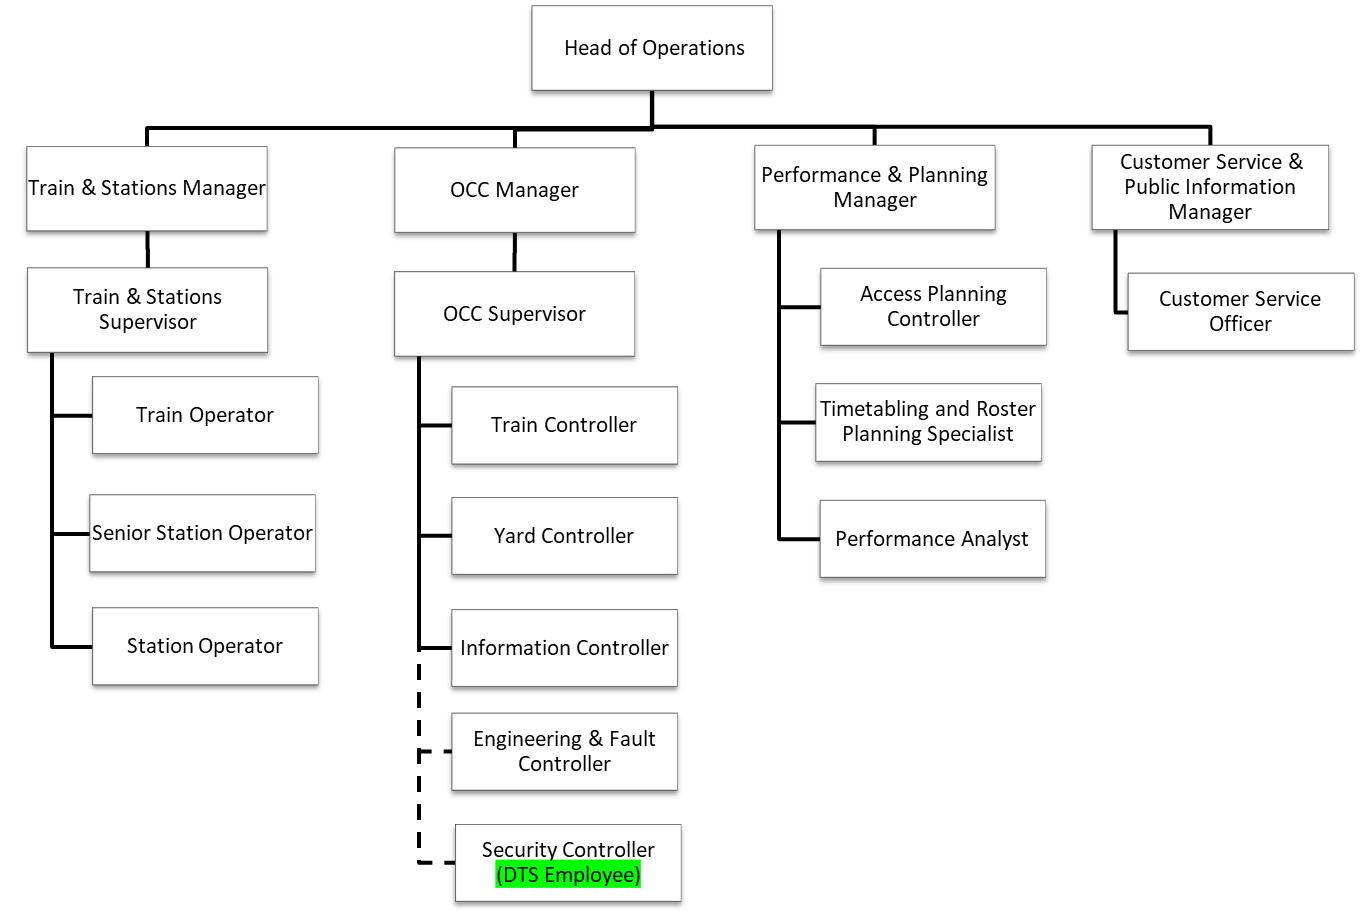 Head of Operations
Train & Stations Manager
OCC Manager
Performance & Planning
Manager
Customer Service &
Public Information
Manager
Train & Stations
Supervisor
OCC Supervisor
Access Planning
Controller
Customer Service
Officer
Train Operator
Train Controller
Timetabling and Roster
Planning Specialist
Senior Station Operator
Yard Controller
Performance Analyst
Station Operator
Information Controller
Engineering & Fault
Controller
Security Controller
(DTS Employee)